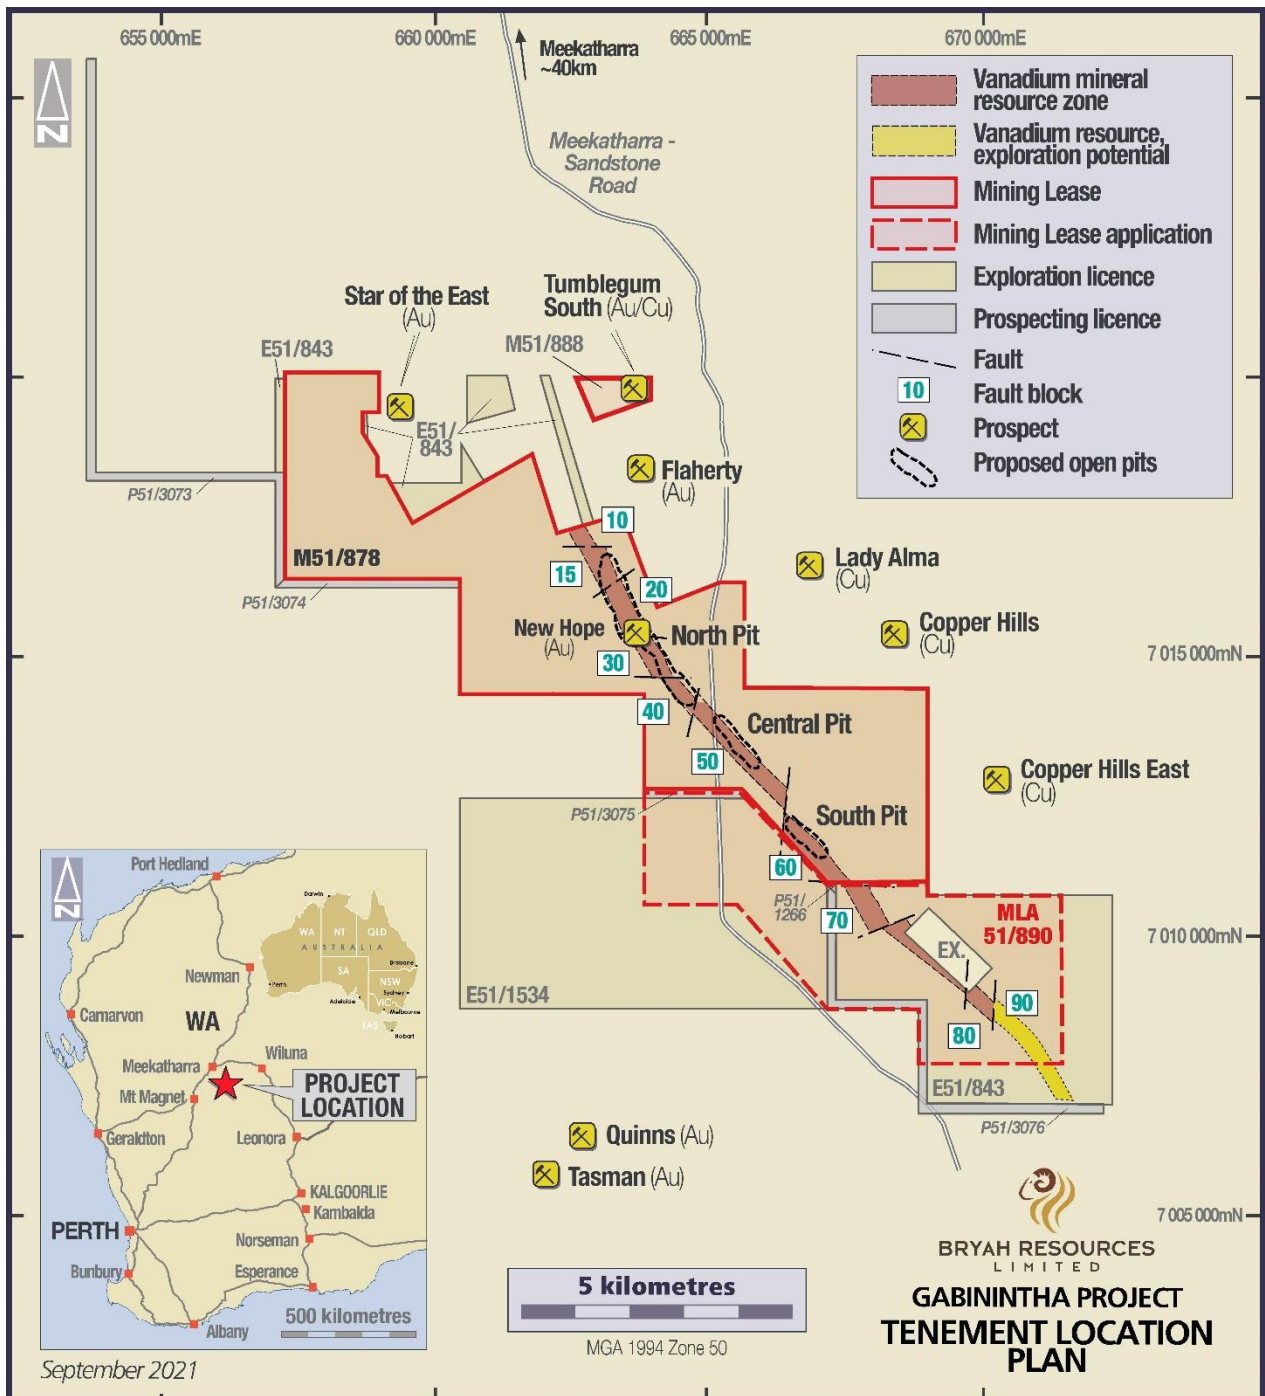 655 000mE
660 000mE
665 000mE
670 000mE
Meekatharra
~40km
N
Meekatharra -
Sandstone
Road
Vanadium mineral
resource zone
Vanadium resource,
exploration potential
Mining Lease
Mining Lease application
Exploration licence
Prospecting licence
Fault
10
Fault block
Prospect
Proposed open pits
Star of the East
(Au)
Tumblegum
South (Au/Cu)
E51/843
M51/888
E51/
843
Flaherty
(Au)
P51/3073
10
M51/878
15
20
Lady Alma
(Cu)
P51/3074
New Hope
(Au)
North Pit
Copper Hills
(Cu)
30
7 015 000mN
40
Central Pit
50
Copper Hills East
(Cu)
P51/3075
South Pit
60
P51/
1266
70
MLA
51/890
7 010 000mN
EX.
E51/1534
90
80
E51/843
P51/3076
Quinns (Au)
Tasman (Au)
7 005 000mN
N
Port Hedland
Darwin
WA
NT
QLD
AUSTRALIA
Brisbane
SA
NSW
Perth
Adelaide
Sydney
VIC
Melbourne
TAS
Hobart
Newman
Carnarvon
WA
Meekatharra
Wiluna
PROJECT
LOCATION
Mt Magnet
Geraldton
Leonora
KALGOORLIE
Kambalda
PERTH
Norseman
Bunbury
Esperance
500 kilometres
Albany
September 2021
5 kilometres
MGA 1994 Zone 50
BRYAH RESOURCES
LIMITED
GABININTHA PROJECT
TENEMENT LOCATION
PLAN